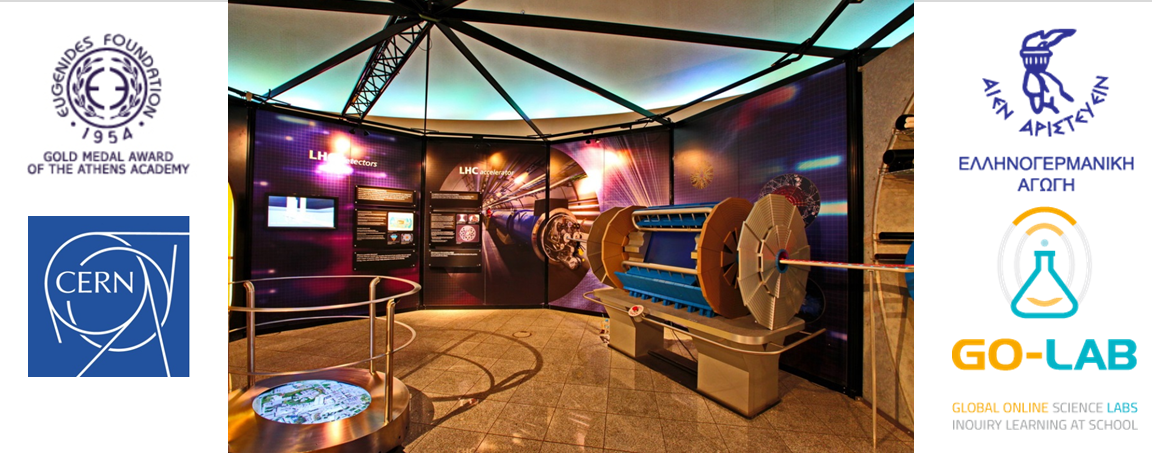 EUGENIDES FOUNDATION
· 1954 ·
GOLD MEDAL AWARD
OF THE ATHENS ACADEMY
CERN
LHC detectors
LHC accelerator
ΑΙΕΝ ΑΡΙΣΤΕΥΕΙΝ
ΕΛΛΗΝΟΓΕΡΜΑΝΙΚΗ
ΑΓΩΓΗ
GO-LAB
GLOBAL ONLINE SCIENCE LABS
INQUIRY LEARNING AT SCHOOL